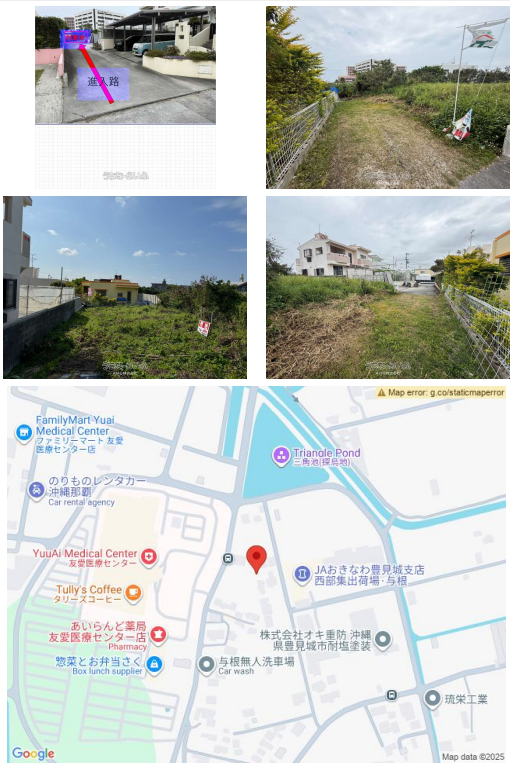 進入路
⚠ Map error: g.co/staticmaperror
FamilyMart Yuai
Medical Center
ファミリーマート 友愛
医療センター店
Triangle Pond
三角池(探鳥地)
のりものレンタカー
沖縄那覇
Car rental agency
YuuAi Medical Center
友愛医療センター
JAおきなわ豊見城支店
西部集出荷場·与根
Tully's Coffee
タリーズコーヒー
あいらんど薬局
友愛医療センター店
Pharmacy
株式会社オキ重防 沖縄
県豊見城市耐塩塗装
惣菜とお弁当さく
Box lunch supplier
与根無人洗車場
Car wash
琉栄工業
Google
Map data ©2025